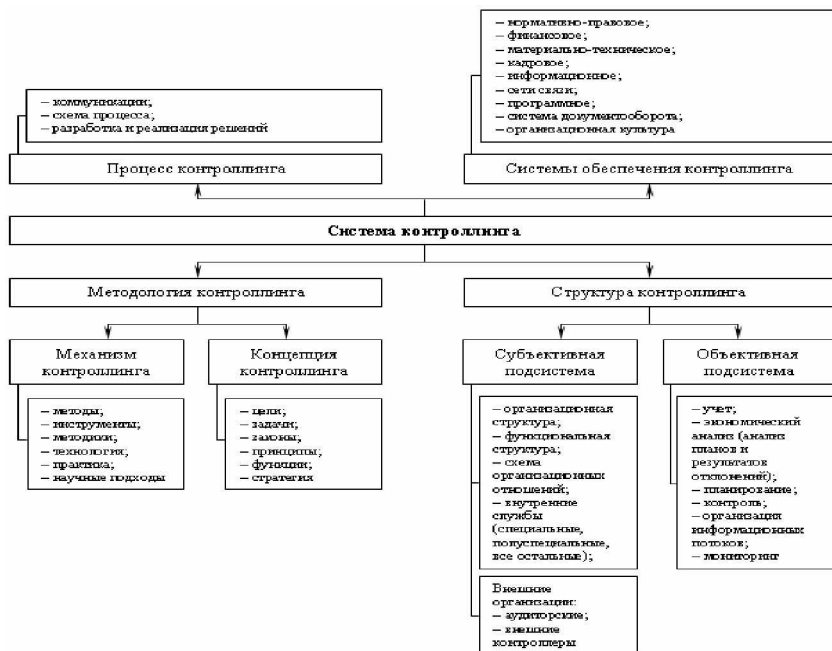 – нормативно-правовое;
– финансовое;
– материально-техническое;
– кадровое;
– информационное;
– сети связи;
– программное;
– система документооборота;
– организационная культура
– коммуникации;
– схема процесса;
– разработка и реализация решений
Процесс контроллинга
Системы обеспечения контроллинга
Система контроллинга
Методология контроллинга
Структура контроллинга
Механизм
контроллинга
Концепция
контроллинга
Субъективная
подсистема
Объективная
подсистема
– методы;
– инструменты;
– методики;
– технология;
– практика;
– научные подходы
– цели;
– задачи;
– законы;
– принципы;
– функции;
– стратегия
– организационная
структура;
– функциональная
структура;
– схема
организационных
отношений;
– внутренние
службы
(специальные,
полуспециальные,
все остальные);
– учет;
– экономический
анализ (анализ
планов и
результатов
отклонений);
– планирование;
– контроль;
– организация
информационных
потоков;
– мониторинг
Внешние
организации:
– аудиторские;
– внешние
контроллеры